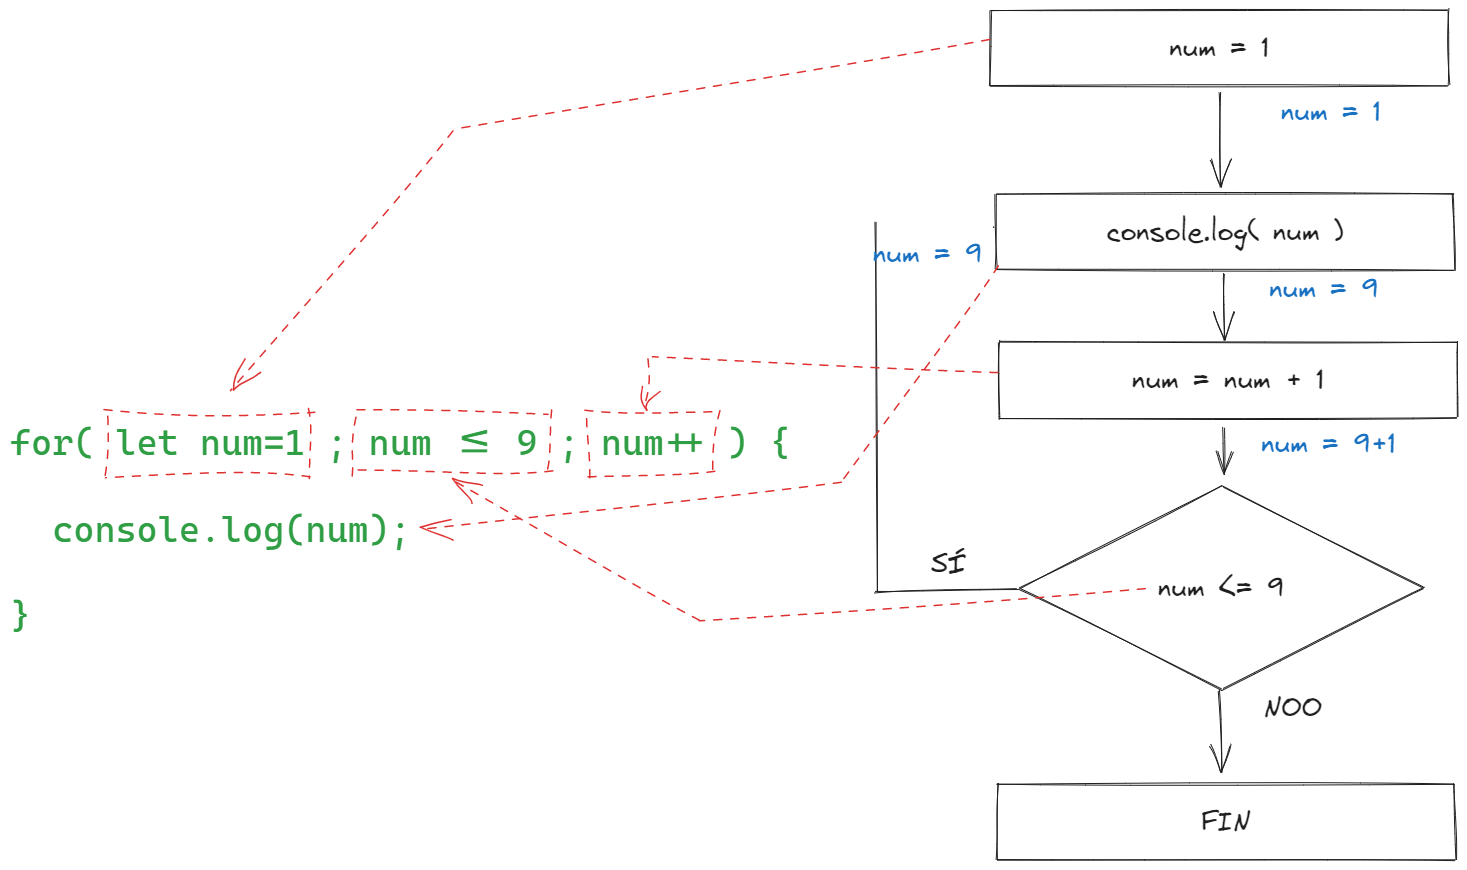 num = 1
num = 1
console.log( num )
num = 9
num = 9
num = num + 1
for( let num=1 ; num ≤ 9 ; num++ ) {
num = 9+1
console.log(num);
SÍ
num <= 9
}
NOO
FIN